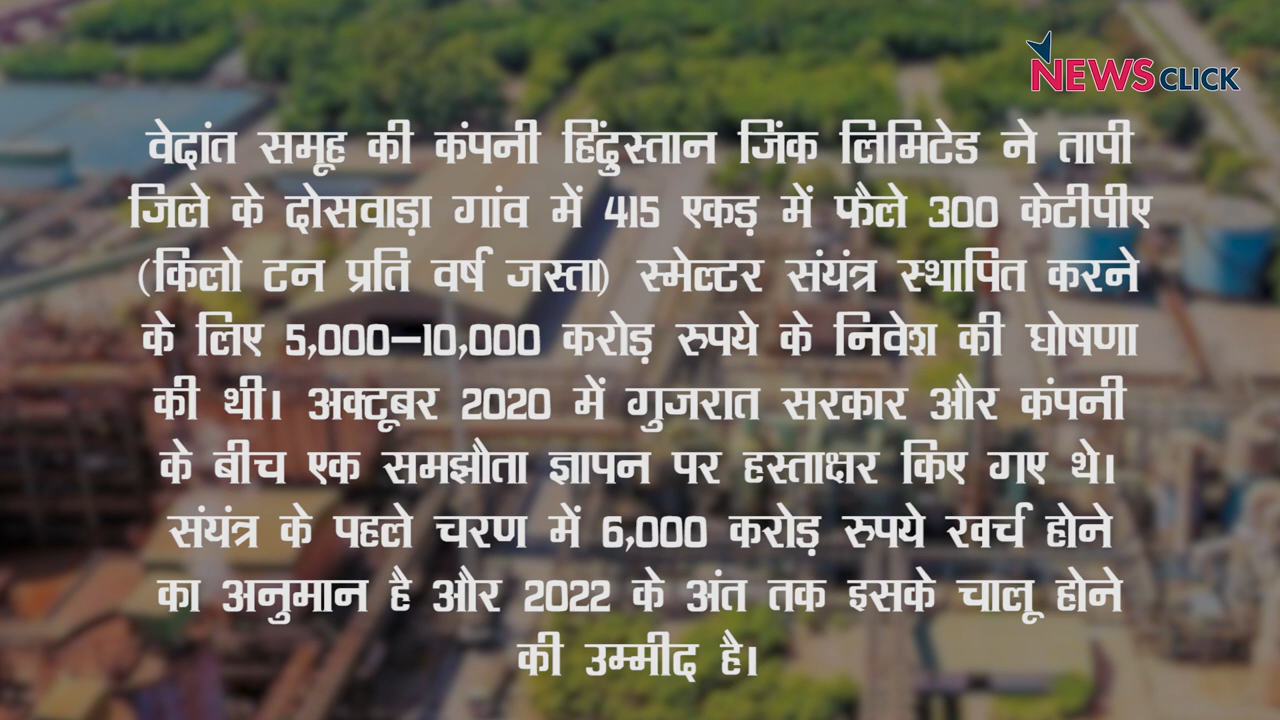 NEWSCLICK
वेदांत समूह की कंपनी हिंदुस्तान जिंक लिमिटेड ने तापी
जिले के दोसवाड़ा गांव में 415 एकड़ में फैले 300 केटीपीए
(किलो टन प्रति वर्ष जस्ता) स्मेल्टर संयंत्र स्थापित करने
के लिए 5,000–10,000 करोड़ रुपये के निवेश की घोषणा
की थी। अक्टूबर 2020 में गुजरात सरकार और कंपनी
के बीच एक समझौता ज्ञापन पर हस्ताक्षर किए गए थे।
संयंत्र के पहले चरण में 6,000 करोड़ रुपये खर्च होने
का अनुमान है और 2022 के अंत तक इसके चालू होने
की उम्मीद है।